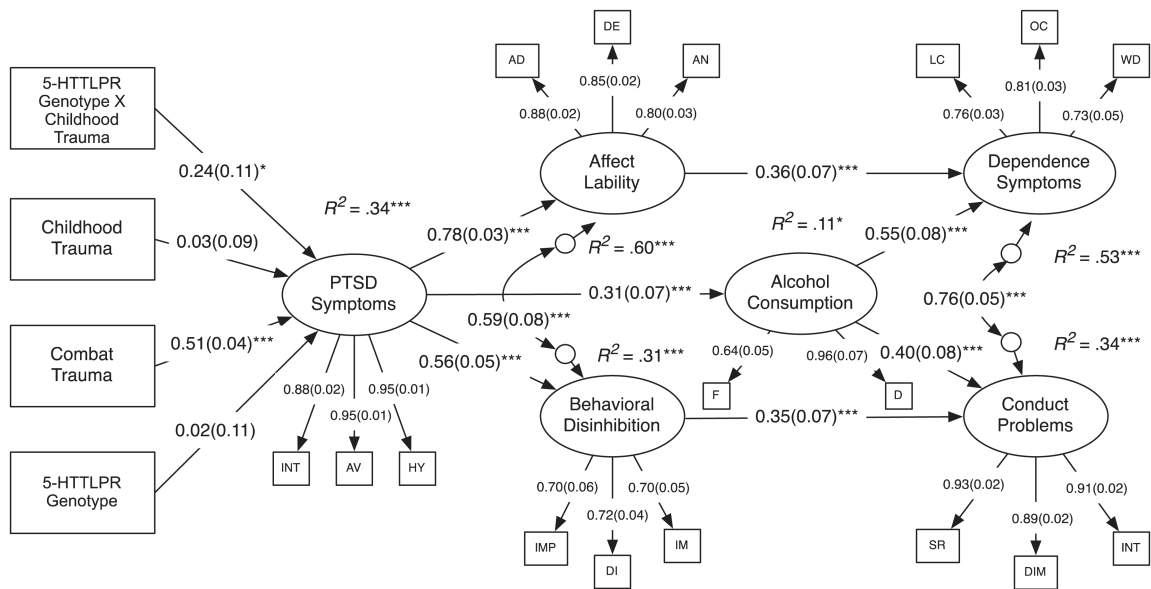 5-HTTLPR
Genotype X
Childhood
Trauma
0.24(0.11)*
Childhood
Trauma
0.03(0.09)
Combat
Trauma
0.51(0.04)***
5-HTTLPR
Genotype
0.02(0.11)
R² = .34***
PTSD
Symptoms
0.88(0.02)
0.95(0.01)
0.95(0.01)
INT
AV
HY
0.78(0.03)***
0.31(0.07)***
0.56(0.05)***
AD
DE
AN
0.88(0.02)
0.85(0.02)
0.80(0.03)
Affect
Lability
R² = .60***
0.59(0.08)***
R² = .31***
Behavioral
Disinhibition
0.70(0.06)
0.72(0.04)
0.70(0.05)
IMP
DI
IM
0.36(0.07)***
R² = .11*
Alcohol
Consumption
0.64(0.05)
0.96(0.07)
F
D
0.55(0.08)***
0.40(0.08)***
0.35(0.07)***
LC
OC
WD
0.76(0.03)
0.81(0.03)
0.73(0.05)
Dependence
Symptoms
R² = .53***
0.76(0.05)***
R² = .34***
Conduct
Problems
0.93(0.02)
0.89(0.02)
0.91(0.02)
SR
DIM
INT